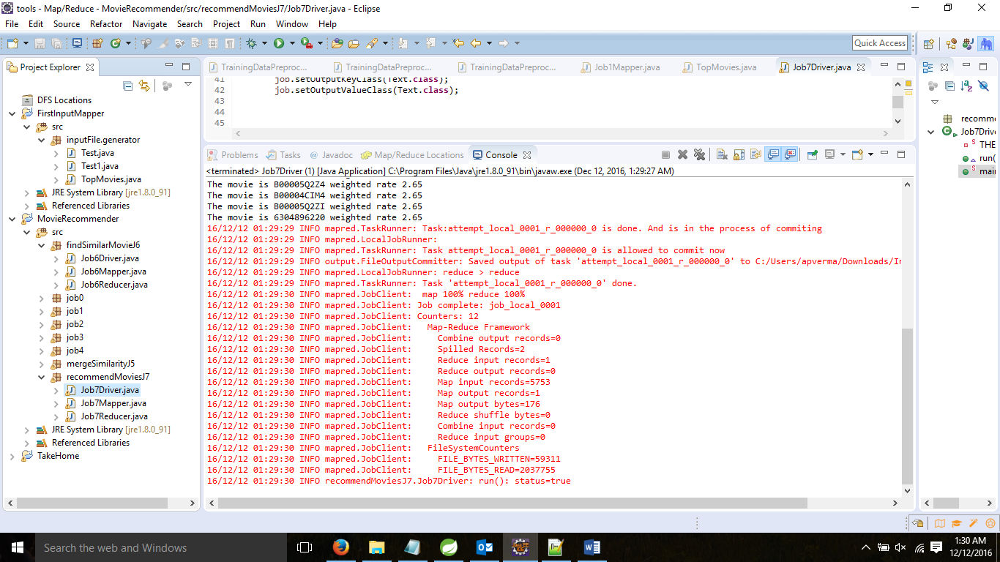 tools - Map/Reduce - MovieRecommender/src/recommendMoviesJ7/Job7Driver.java - Eclipse
File Edit Source Refactor Navigate Search Project Run Window Help
Quick Access
Project Explorer
DFS Locations
FirstInputMapper
src
inputFile.generator
Test.java
Test1.java
TopMovies.java
JRE System Library [jre1.8.0_91]
Referenced Libraries
MovieRecommender
src
findSimilarMovieJ6
Job6Driver.java
Job6Mapper.java
Job6Reducer.java
job0
job1
job2
job3
job4
mergeSimilarityJ5
recommendMoviesJ7
Job7Driver.java
Job7Mapper.java
Job7Reducer.java
JRE System Library [jre1.8.0_91]
Referenced Libraries
TakeHome
TrainingDataPreproc... TrainingDataPreproc... TrainingDataPreproc... Job1Mapper.java TopMovies.java Job7Driver.java
41 job.setOutputKeyClass(Text.class);
42 job.setOutputValueClass(Text.class);
43
44
45
Problems Tasks Javadoc Map/Reduce Locations Console
<terminated> Job7Driver (1) [Java Application] C:\Program Files\Java\jre1.8.0_91\bin\javaw.exe (Dec 12, 2016, 1:29:27 AM)
The movie is B00005Q2Z4 weighted rate 2.65
The movie is B00004CIM4 weighted rate 2.65
The movie is B00005Q2ZI weighted rate 2.65
The movie is 6304896220 weighted rate 2.65
16/12/12 01:29:29 INFO mapred.TaskRunner: Task:attempt_local_0001_r_000000_0 is done. And is in the process of commiting
16/12/12 01:29:29 INFO mapred.LocalJobRunner:
16/12/12 01:29:29 INFO mapred.TaskRunner: Task attempt_local_0001_r_000000_0 is allowed to commit now
16/12/12 01:29:29 INFO output.FileOutputCommitter: Saved output of task 'attempt_local_0001_r_000000_0' to C:/Users/apverma/Downloads/In
16/12/12 01:29:29 INFO mapred.LocalJobRunner: reduce > reduce
16/12/12 01:29:29 INFO mapred.TaskRunner: Task 'attempt_local_0001_r_000000_0' done.
16/12/12 01:29:30 INFO mapred.JobClient:  map 100% reduce 100%
16/12/12 01:29:30 INFO mapred.JobClient: Job complete: job_local_0001
16/12/12 01:29:30 INFO mapred.JobClient: Counters: 12
16/12/12 01:29:30 INFO mapred.JobClient:   Map-Reduce Framework
16/12/12 01:29:30 INFO mapred.JobClient:     Combine output records=0
16/12/12 01:29:30 INFO mapred.JobClient:     Spilled Records=2
16/12/12 01:29:30 INFO mapred.JobClient:     Reduce input records=1
16/12/12 01:29:30 INFO mapred.JobClient:     Reduce output records=0
16/12/12 01:29:30 INFO mapred.JobClient:     Map input records=5753
16/12/12 01:29:30 INFO mapred.JobClient:     Map output records=1
16/12/12 01:29:30 INFO mapred.JobClient:     Map output bytes=176
16/12/12 01:29:30 INFO mapred.JobClient:     Reduce shuffle bytes=0
16/12/12 01:29:30 INFO mapred.JobClient:     Combine input records=0
16/12/12 01:29:30 INFO mapred.JobClient:     Reduce input groups=0
16/12/12 01:29:30 INFO mapred.JobClient:   FileSystemCounters
16/12/12 01:29:30 INFO mapred.JobClient:     FILE_BYTES_WRITTEN=59311
16/12/12 01:29:30 INFO mapred.JobClient:     FILE_BYTES_READ=2037755
16/12/12 01:29:30 INFO recommendMoviesJ7.Job7Driver: run(): status=true
recomme
Job7Drive
THE
run(
mai
Search the web and Windows
1:30 AM
12/12/2016